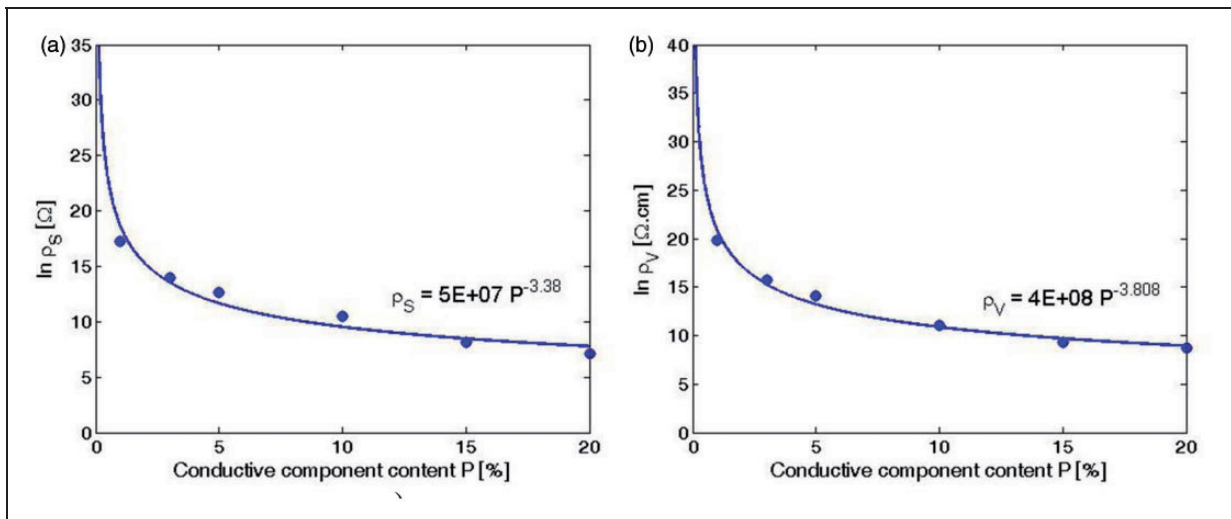 (a)
35
30
25
20
15
10
5
0
0 5 10 15 20
ln ρS [Ω]
ρS = 5E+07 P-3.38
Conductive component content P [%]
(b)
40
35
30
25
20
15
10
5
0
0 5 10 15 20
ln ρV [Ω.cm]
ρV = 4E+08 P-3.808
Conductive component content P [%]